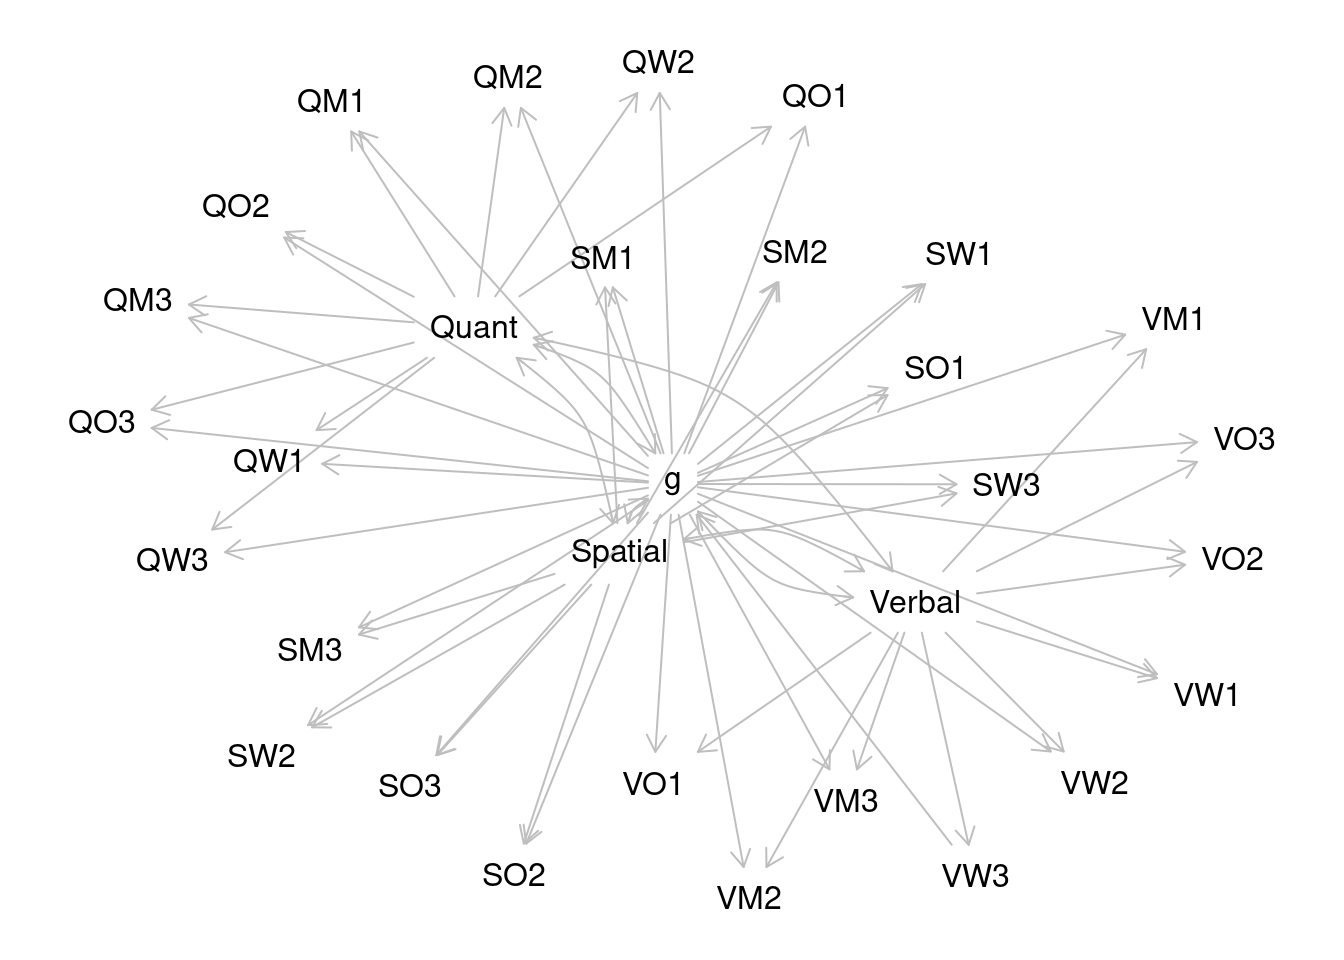 QW2
QM2
QO1
QM1
QO2
SM2
SW1
SM1
QM3
VM1
Quant
SO1
QO3
VO3
QW1
g
SW3
Spatial
QW3
VO2
Verbal
SM3
VW1
SW2
SO3
VO1
VW2
VM3
SO2
VW3
VM2